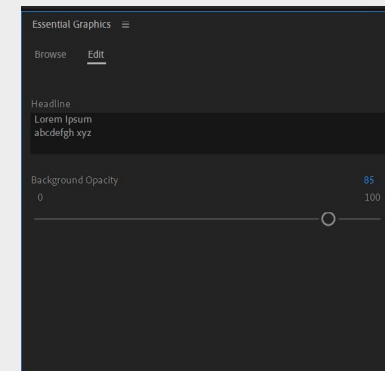 Essential Graphics
Browse Edit
Headline
Lorem Ipsum
abcdefgh xyz
Background Opacity 85
0 100